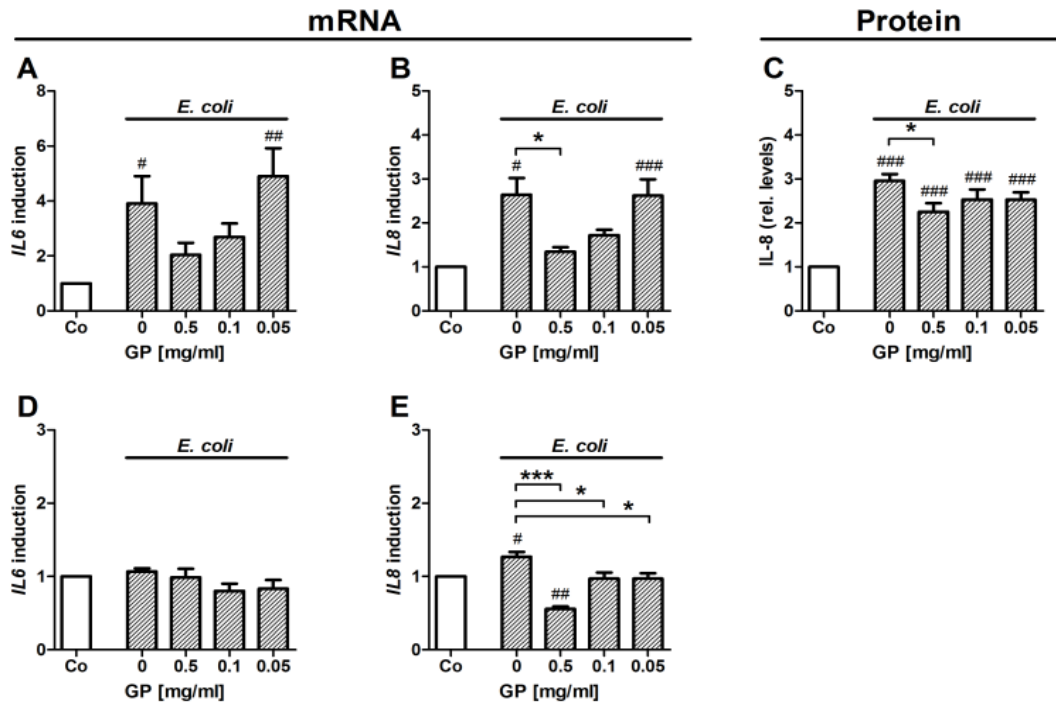 mRNA
Protein
A
E. coli
#
##
8
6
4
2
0
IL6 induction
Co
0 0.5 0.1 0.05
GP [mg/ml]
B
E. coli
*
#
###
5
4
3
2
1
0
IL8 induction
Co
0 0.5 0.1 0.05
GP [mg/ml]
C
E. coli
*
###
###
###
###
5
4
3
2
1
0
IL-8 (rel. levels)
Co
0 0.5 0.1 0.05
GP [mg/ml]
D
E. coli
3
2
1
0
IL6 induction
Co
0 0.5 0.1 0.05
GP [mg/ml]
E
E. coli
***
*
*
#
##
3
2
1
0
IL8 induction
Co
0 0.5 0.1 0.05
GP [mg/ml]